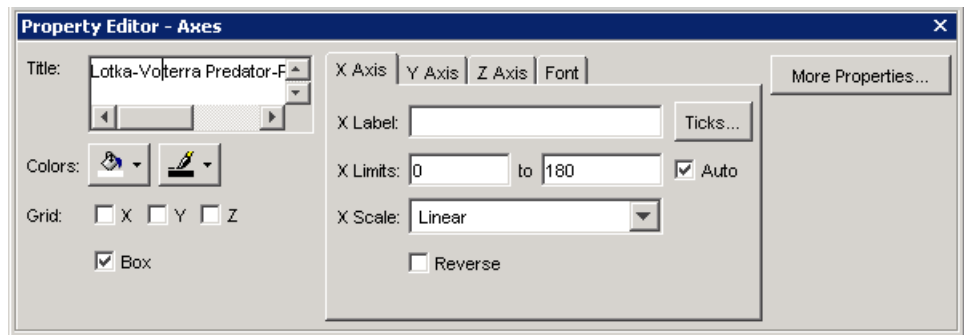 Property Editor - Axes
Title: Lotka-Volterra Predator-P
Colors:
Grid: X Y Z
Box
X Axis Y Axis Z Axis Font
X Label: Ticks...
X Limits: 0 to 180 Auto
X Scale: Linear
Reverse
More Properties...